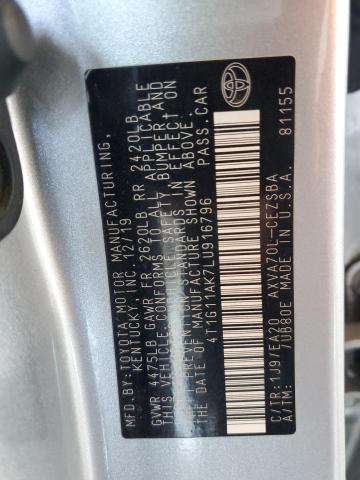 MFD.BY:TOYOTA MOTOR MANUFACTURING,
KENTUCKY, INC. 12/19
GVWR 4475LB GAWR FR 2620LB RR 2420LB
THIS VEHICLE CONFORMS TO ALL APPLICABLE
FEDERAL MOTOR VEHICLE SAFETY, BUMPER, AND
THEFT PREVENTION STANDARDS IN EFFECT ON
THE DATE OF MANUFACTURE SHOWN ABOVE.
4T1G11AK7LU916796 PASS.CAR
C/TR:1J9/EA20 AXVA70L-CEZSBA
A/TM: /UB80E MADE IN U.S.A. 81155